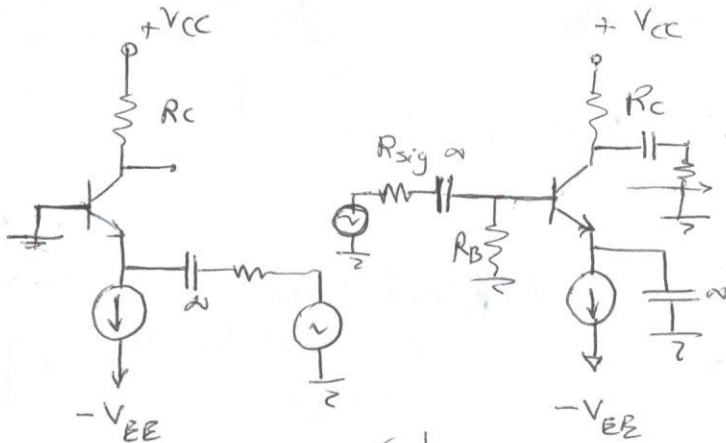 +VCC
RC
∞
-VEE
+ VCC
RC
Rsig ∞
RB
∞
-VEE